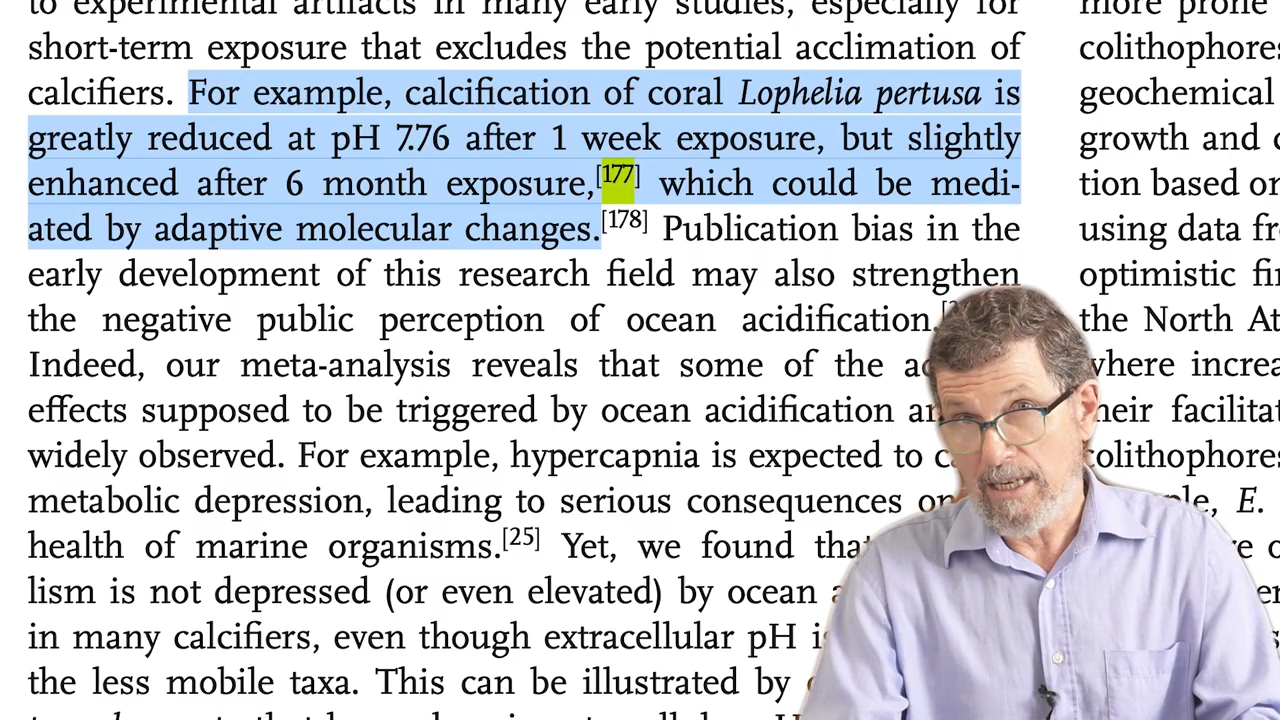 to experimental artifacts in many early studies, especially for
short-term exposure that excludes the potential acclimation of
calcifiers. For example, calcification of coral Lophelia pertusa is
greatly reduced at pH 7.76 after 1 week exposure, but slightly
enhanced after 6 month exposure,[177] which could be medi-
ated by adaptive molecular changes.[178] Publication bias in the
early development of this research field may also strengthen
the negative public perception of ocean acidification.
Indeed, our meta-analysis reveals that some of the
effects supposed to be triggered by ocean acidification
widely observed. For example, hypercapnia is expected to
metabolic depression, leading to serious consequences on
health of marine organisms.[25] Yet, we found that
lism is not depressed (or even elevated) by ocean
in many calcifiers, even though extracellular pH
the less mobile taxa. This can be illustrated by
more prone
colithophores
geochemical
growth and
tion based on
using data
optimistic
the North
where
their
colithophores
E.